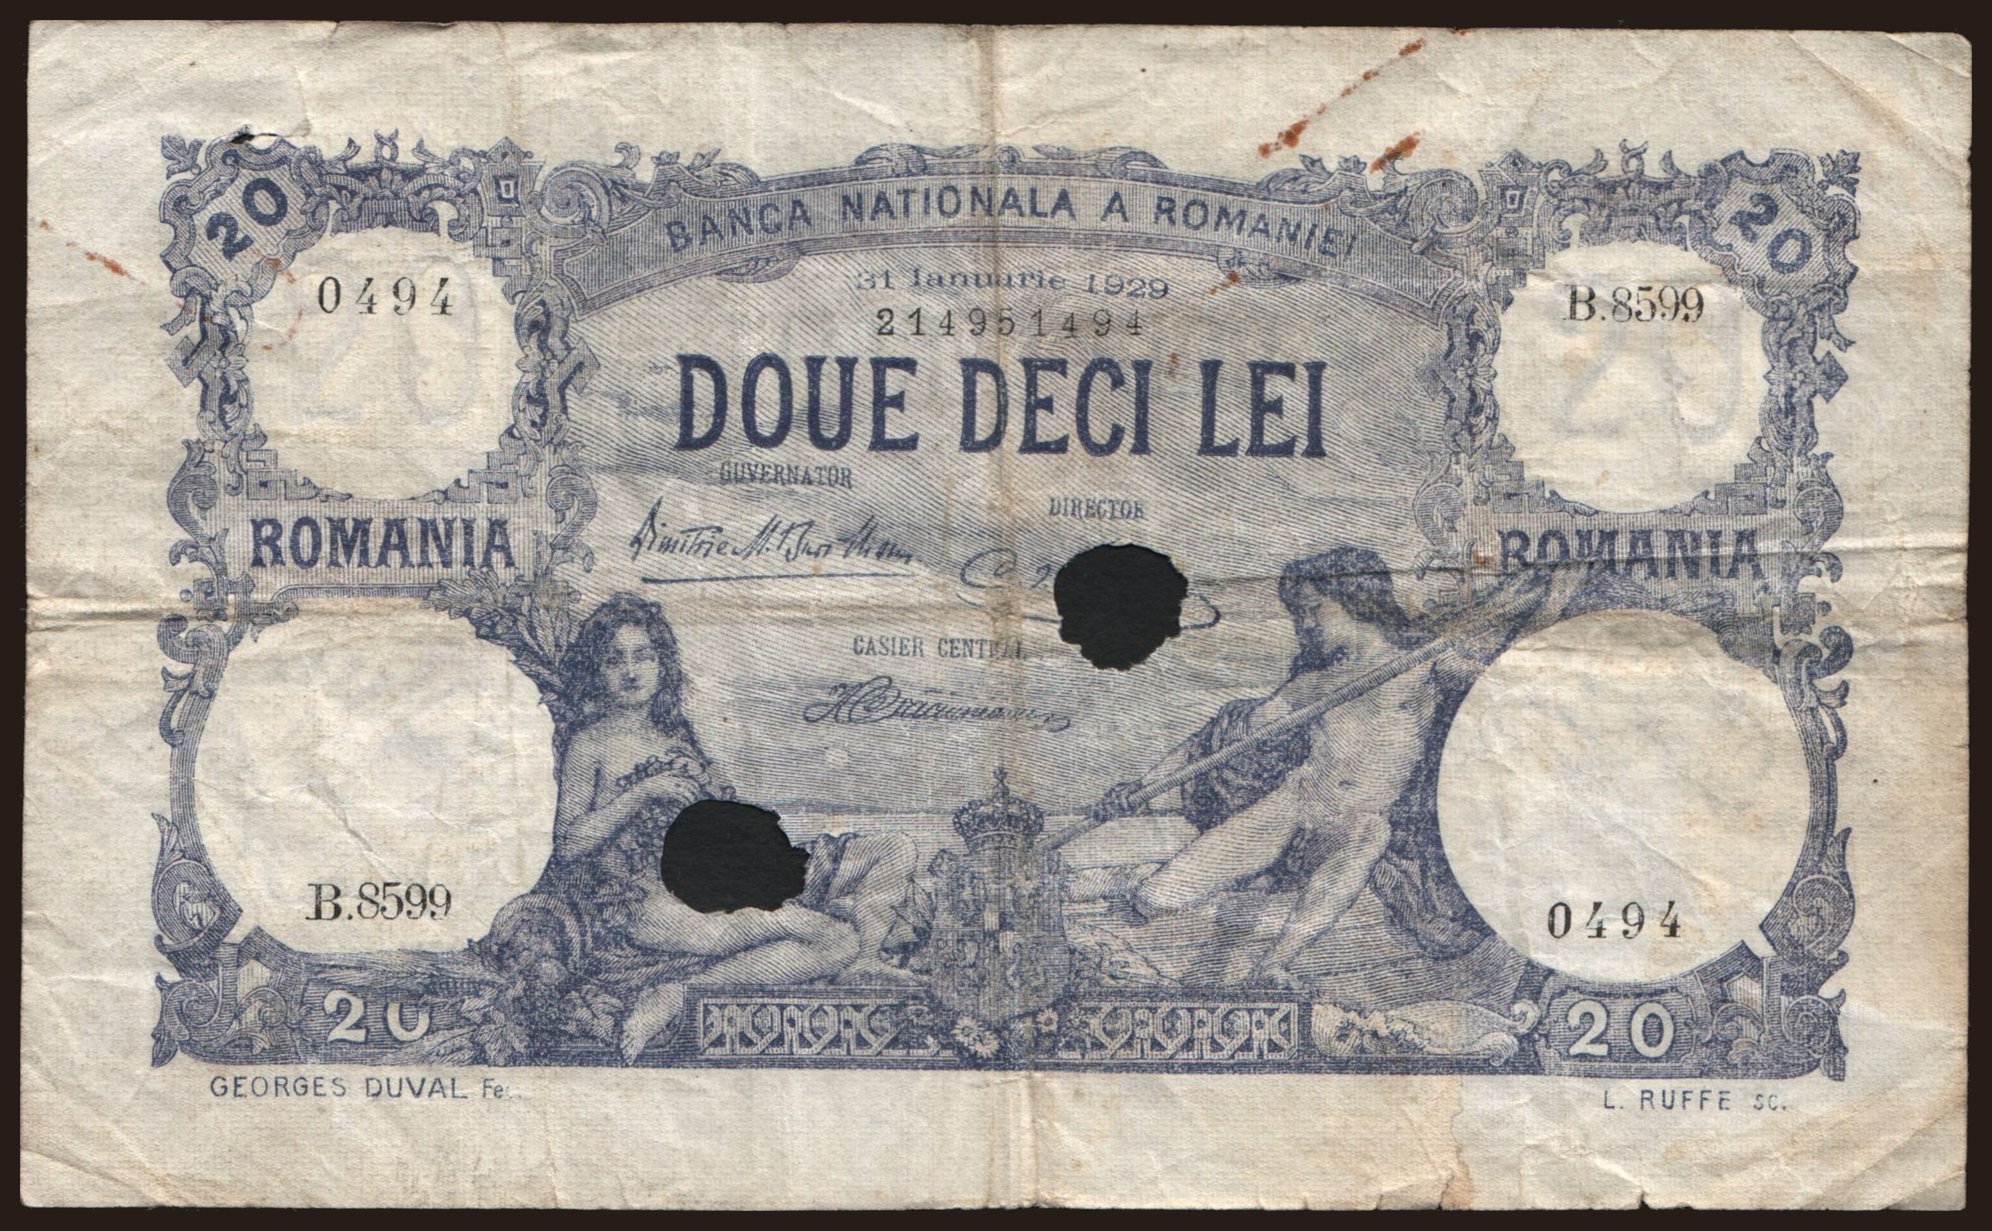 20
BANCA NATIONALA A ROMANIEI
20
0494
31 Ianuarie 1929
B.8599
214951494
DOUE DECI LEI
GUVERNATOR
DIRECTOR
ROMANIA
ROMANIA
CASIER CENTRAL
B.8599
0494
20
20
GEORGES DUVAL Fec.
L. RUFFE SC.